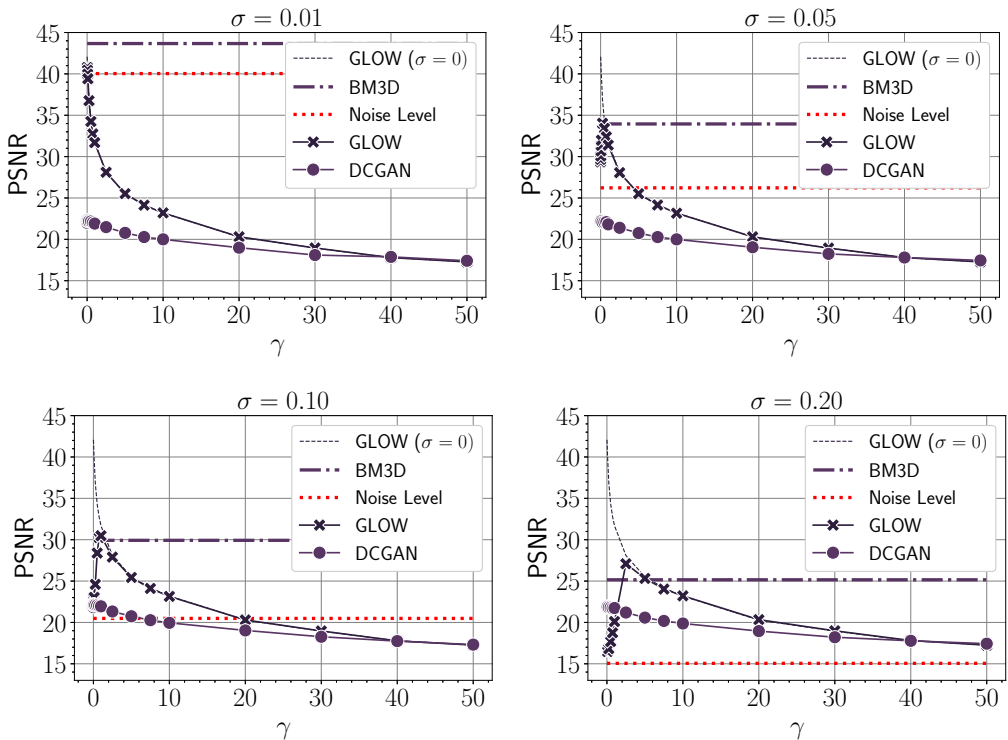 σ = 0.01
45
40
35
30
25
20
15
PSNR
GLOW (σ = 0)
BM3D
Noise Level
GLOW
DCGAN
0 10 20 30 40 50
γ
σ = 0.05
45
40
35
30
25
20
15
PSNR
GLOW (σ = 0)
BM3D
Noise Level
GLOW
DCGAN
0 10 20 30 40 50
γ
σ = 0.10
45
40
35
30
25
20
15
PSNR
GLOW (σ = 0)
BM3D
Noise Level
GLOW
DCGAN
0 10 20 30 40 50
γ
σ = 0.20
45
40
35
30
25
20
15
PSNR
GLOW (σ = 0)
BM3D
Noise Level
GLOW
DCGAN
0 10 20 30 40 50
γ